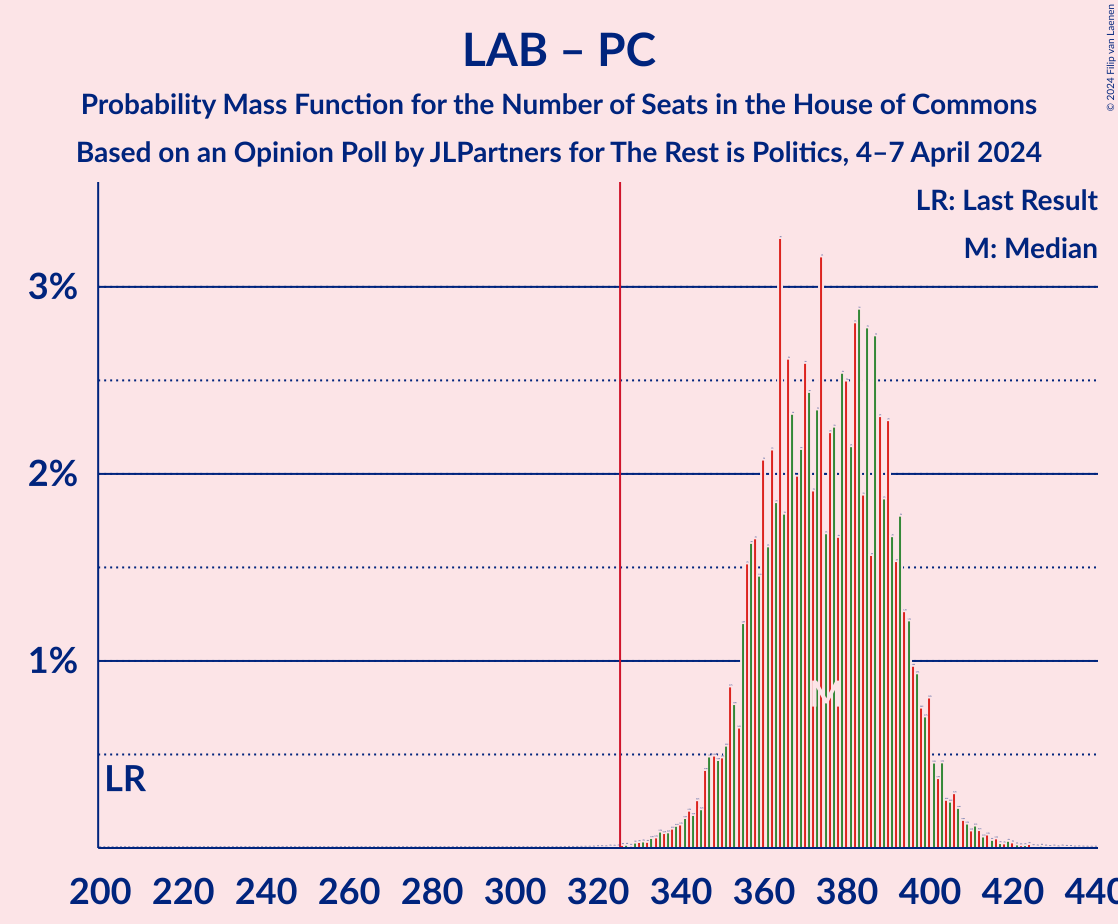 LAB – PC
Probability Mass Function for the Number of Seats in the House of Commons
Based on an Opinion Poll by JLPartners for The Rest is Politics, 4–7 April 2024
© 2024 Filip van Laenen
LR: Last Result
M: Median
3%
2%
1%
M
LR
200 220 240 260 280 300 320 340 360 380 400 420 440